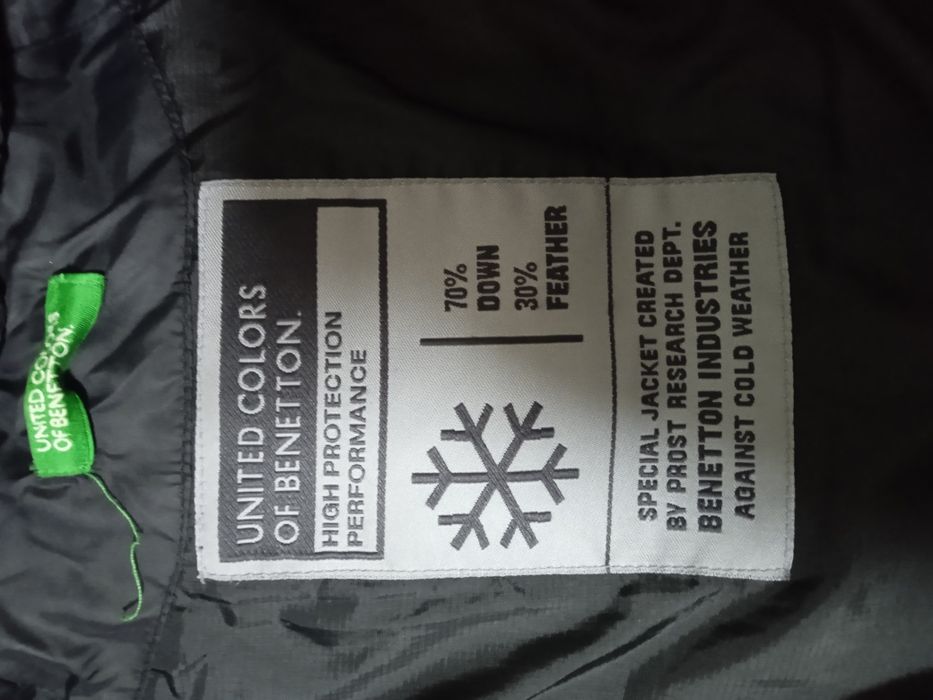 UNITED COLORS
OF BENETTON.
UNITED COLORS
OF BENETTON.
HIGH PROTECTION
PERFORMANCE
70%
DOWN
30%
FEATHER
SPECIAL JACKET CREATED
BY PROST RESEARCH DEPT.
BENETTON INDUSTRIES
AGAINST COLD WEATHER